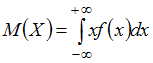 M(X) = ∫_{-∞}^{+∞} xf(x)dx